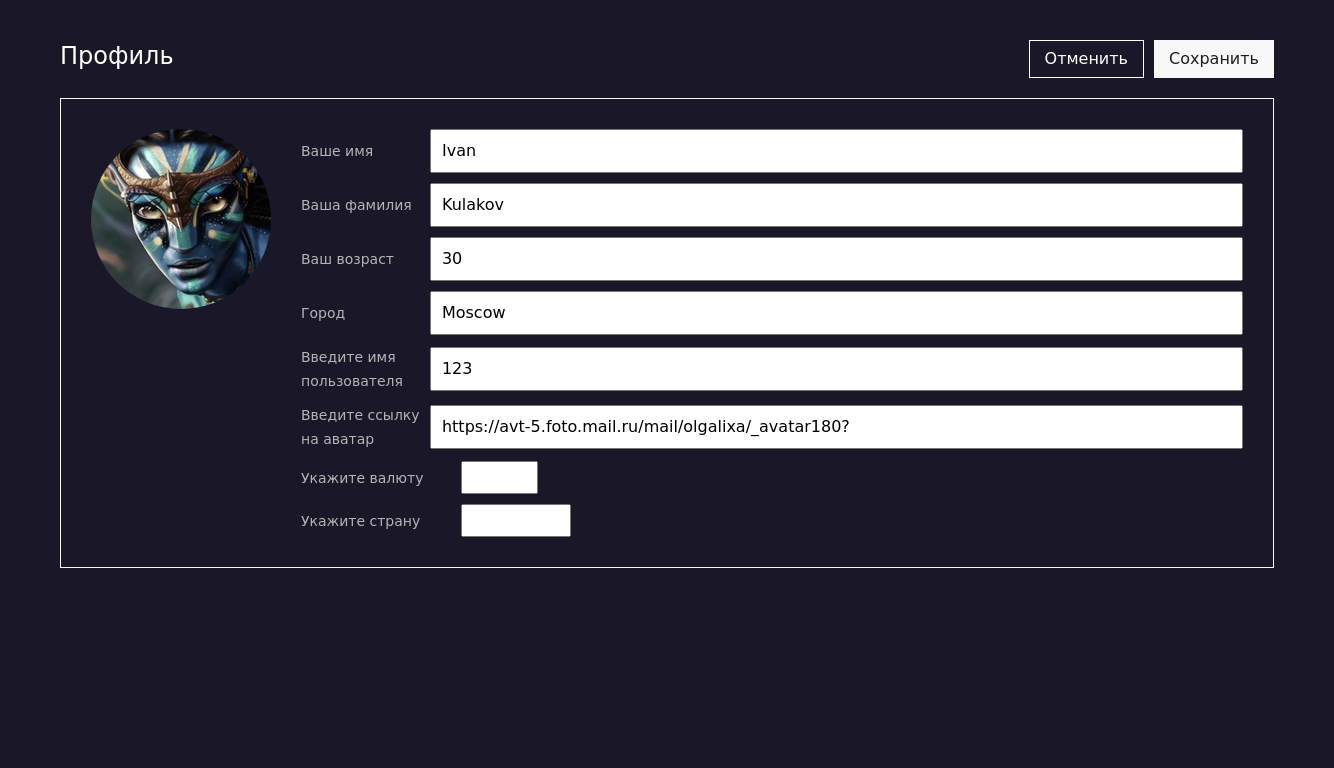 Профиль
Отменить
Сохранить
Ваше имя
Ivan
Ваша фамилия
Kulakov
Ваш возраст
30
Город
Moscow
Введите имя
пользователя
123
Введите ссылку
на аватар
https://avt-5.foto.mail.ru/mail/olgalixa/_avatar180?
Укажите валюту
Укажите страну